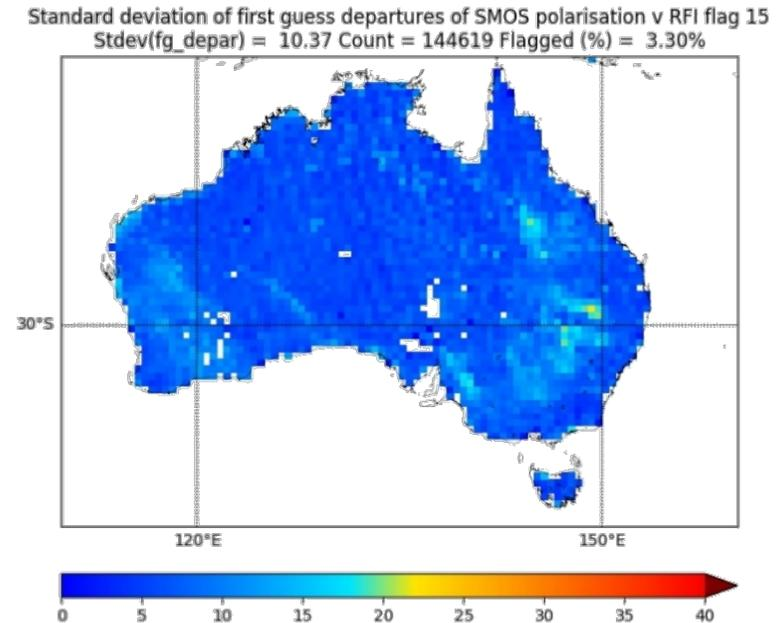 Standard deviation of first guess departures of SMOS polarisation v RFI flag 15
Stdev(fg_depar) = 10.37 Count = 144619 Flagged (%) = 3.30%
30°S
120°E 150°E
0 5 10 15 20 25 30 35 40